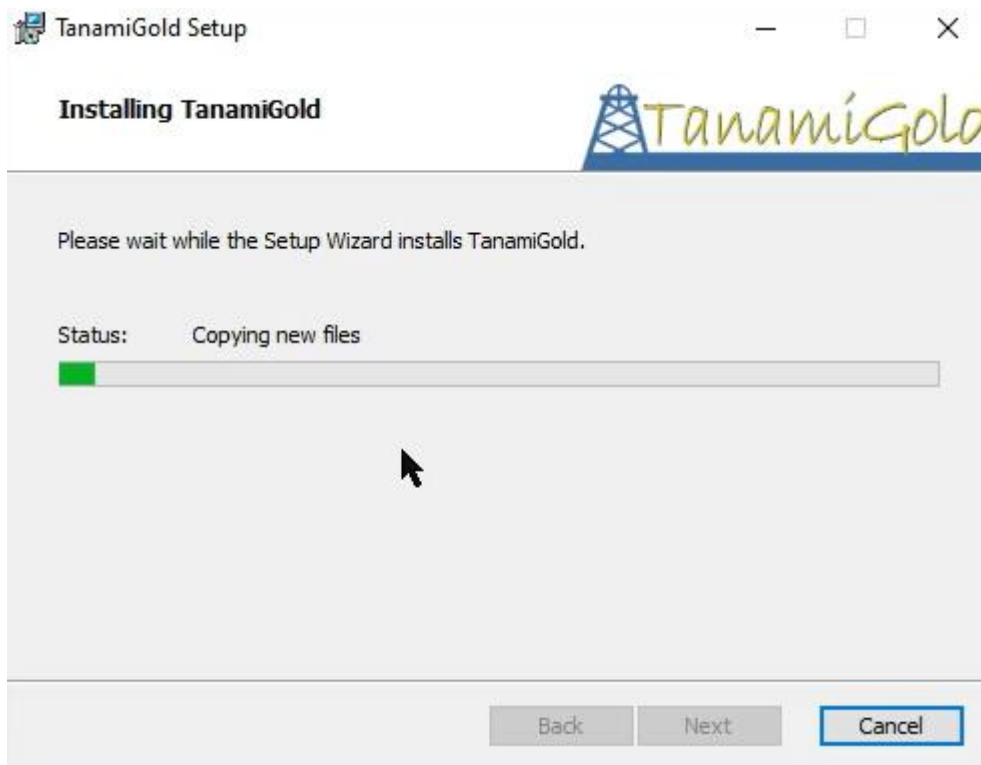 TanamiGold Setup
Installing TanamiGold
TanamiGold
Please wait while the Setup Wizard installs TanamiGold.
Status: Copying new files
Back Next Cancel